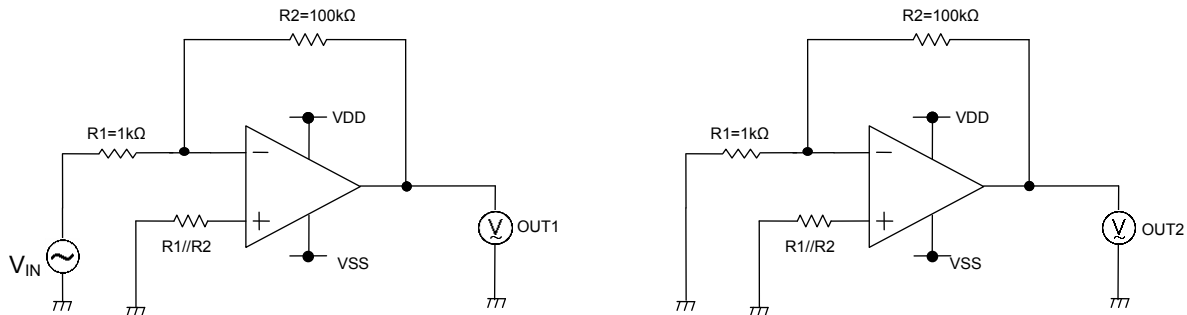 R2=100kΩ
VDD
R1=1kΩ
−
+
R1//R2
VSS
OUT1
V
VIN
R2=100kΩ
VDD
R1=1kΩ
−
+
R1//R2
VSS
OUT2
V